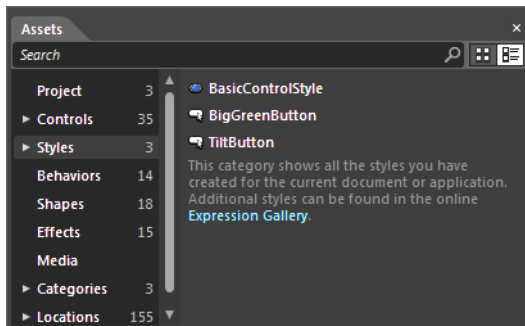 Assets
Search
Project 3
Controls 35
Styles 3
Behaviors 14
Shapes 18
Effects 15
Media
Categories 3
Locations 155
BasicControlStyle
BigGreenButton
TiltButton
This category shows all the styles you have
created for the current document or application.
Additional styles can be found in the online
Expression Gallery.